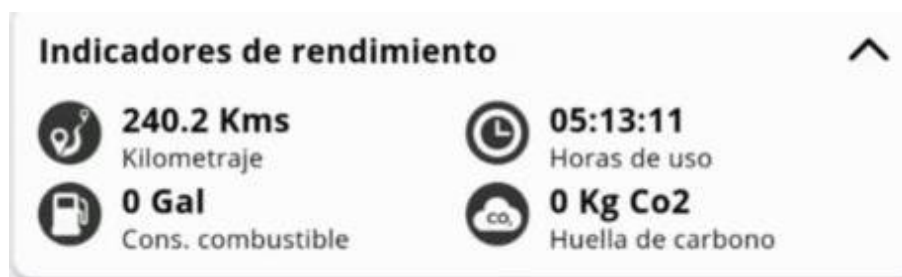 Indicadores de rendimiento
240.2 Kms
Kilometraje
05:13:11
Horas de uso
0 Gal
Cons. combustible
CO₂
0 Kg Co2
Huella de carbono